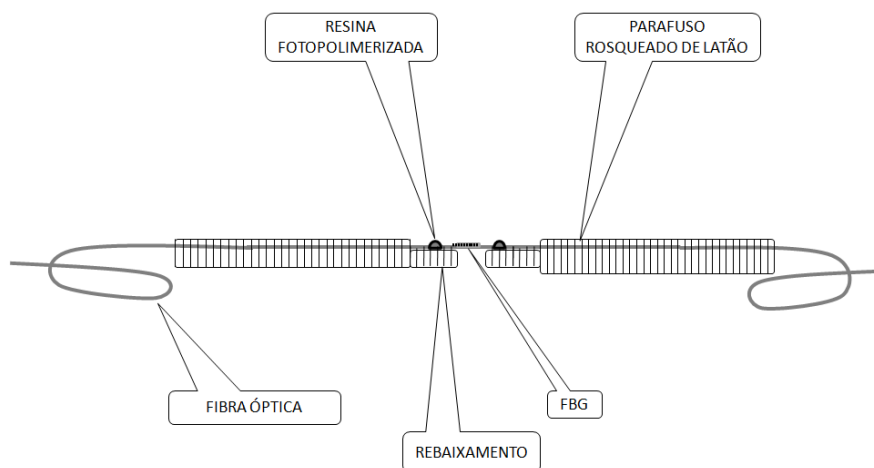 RESINA
FOTOPOLIMERIZADA
PARAFUSO
ROSQUEADO DE LATÃO
FIBRA ÓPTICA
FBG
REBAIXAMENTO